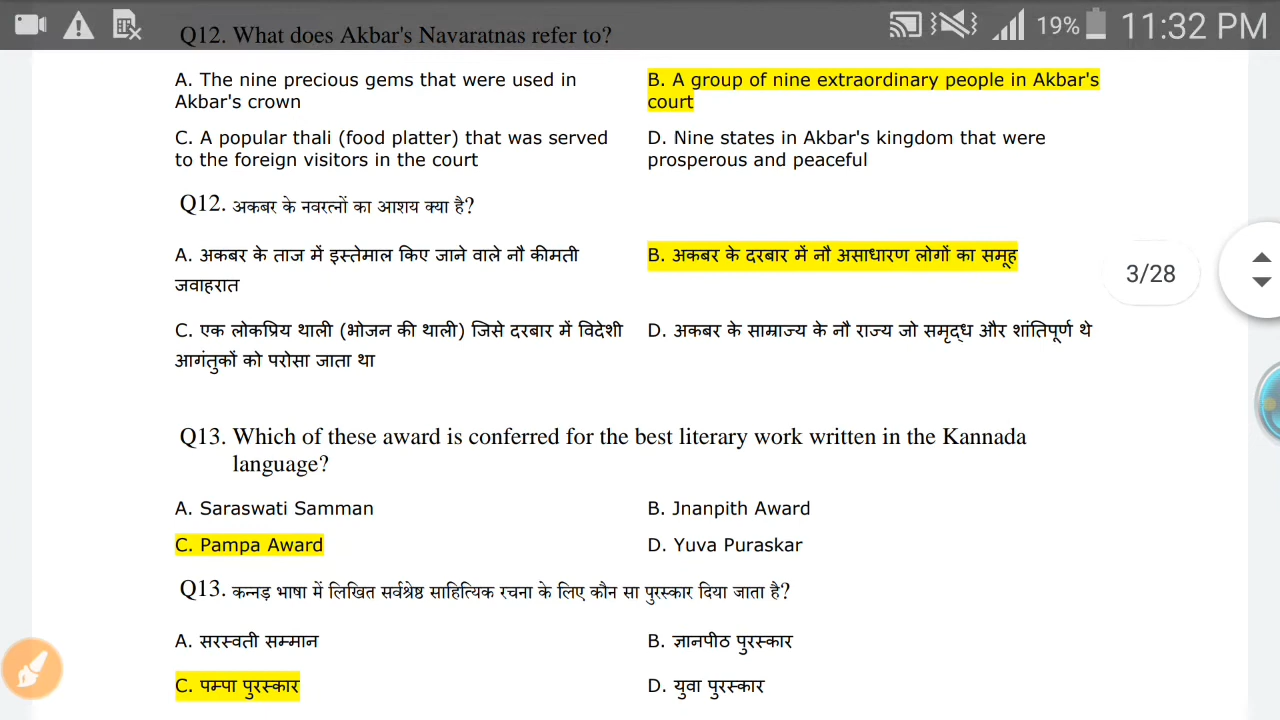 19% 11:32 PM
Q12. What does Akbar's Navaratnas refer to?
A. The nine precious gems that were used in
Akbar's crown
B. A group of nine extraordinary people in Akbar's
court
C. A popular thali (food platter) that was served
to the foreign visitors in the court
D. Nine states in Akbar's kingdom that were
prosperous and peaceful
Q12. अकबर के नवरत्नों का आशय क्या है?
A. अकबर के ताज में इस्तेमाल किए जाने वाले नौ कीमती
जवाहरात
B. अकबर के दरबार में नौ असाधारण लोगों का समूह
3/28
C. एक लोकप्रिय थाली (भोजन की थाली) जिसे दरबार में विदेशी
आगंतुकों को परोसा जाता था
D. अकबर के साम्राज्य के नौ राज्य जो समृद्ध और शांतिपूर्ण थे
Q13. Which of these award is conferred for the best literary work written in the Kannada
language?
A. Saraswati Samman
B. Jnanpith Award
C. Pampa Award
D. Yuva Puraskar
Q13. कन्नड़ भाषा में लिखित सर्वश्रेष्ठ साहित्यिक रचना के लिए कौन सा पुरस्कार दिया जाता है?
A. सरस्वती सम्मान
B. ज्ञानपीठ पुरस्कार
C. पम्पा पुरस्कार
D. युवा पुरस्कार